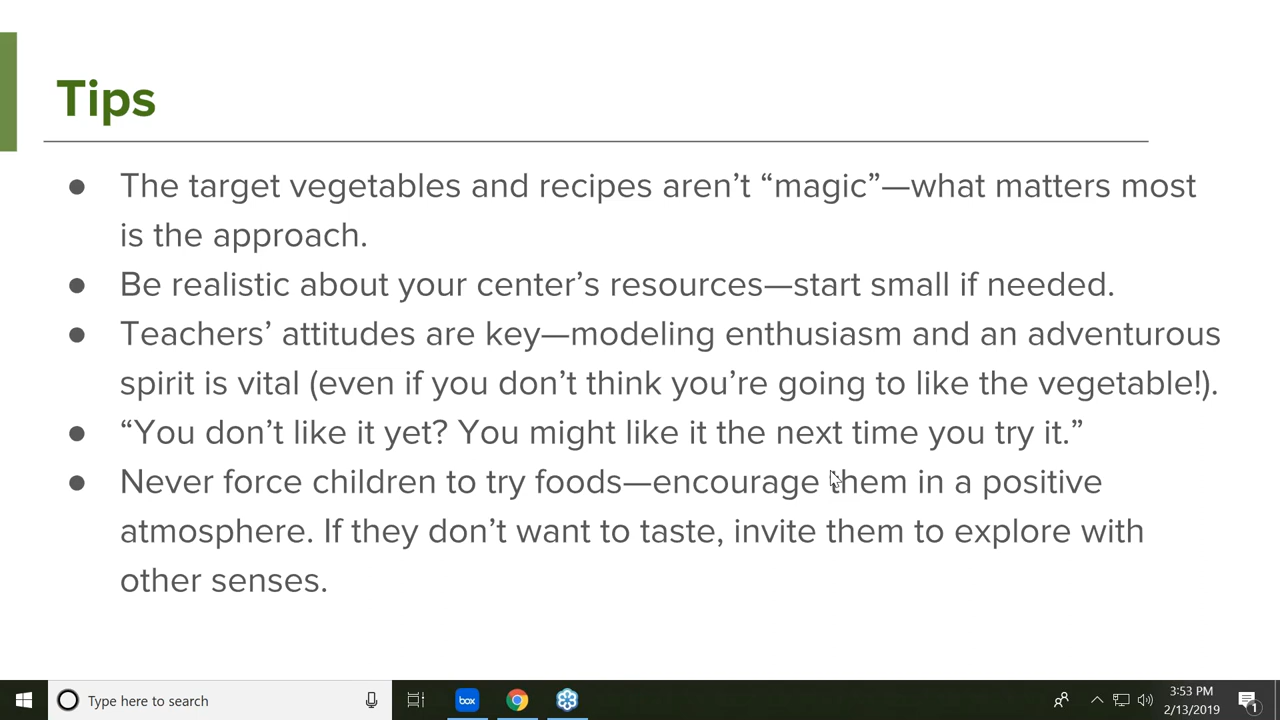 Tips
● The target vegetables and recipes aren’t “magic”—what matters most
is the approach.
● Be realistic about your center’s resources—start small if needed.
● Teachers’ attitudes are key—modeling enthusiasm and an adventurous
spirit is vital (even if you don’t think you’re going to like the vegetable!).
● “You don’t like it yet? You might like it the next time you try it.”
● Never force children to try foods—encourage them in a positive
atmosphere. If they don’t want to taste, invite them to explore with
other senses.
Type here to search
box
3:53 PM
2/13/2019
1